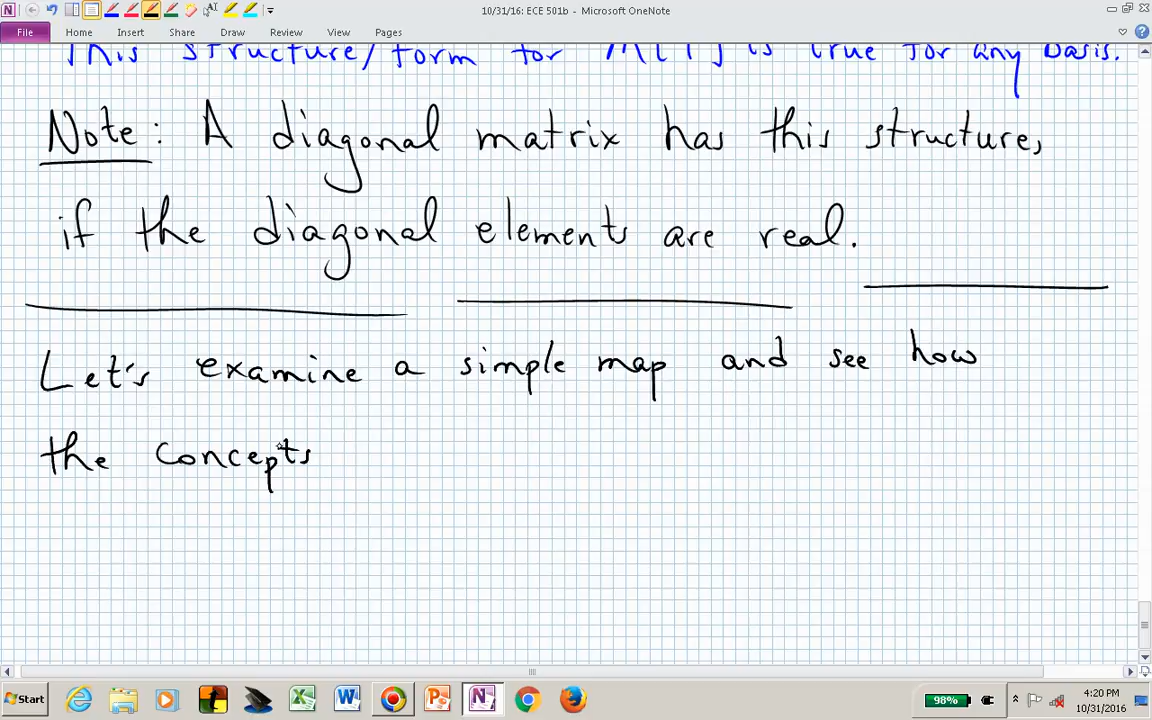 10/31/16: ECE 501b - Microsoft OneNote
File Home Insert Share Draw Review View Pages
This structure/form for M(T) is true for any basis.
Note: A diagonal matrix has this structure,
if the diagonal elements are real.
Let's examine a simple map and see how
the concepts
Start
98%
4:20 PM
10/31/2016